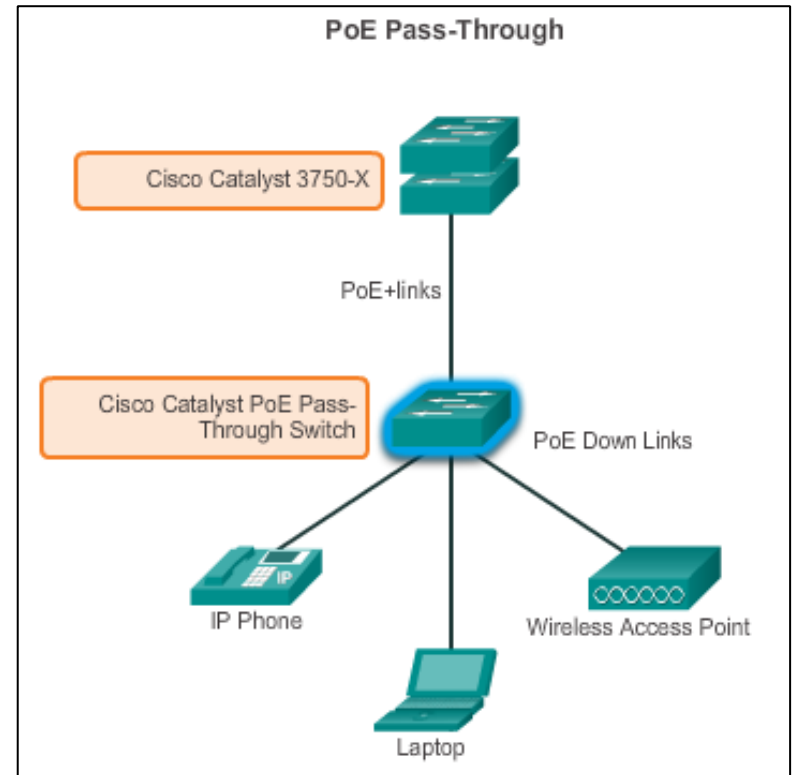 PoE Pass-Through
Cisco Catalyst 3750-X
PoE+links
Cisco Catalyst PoE Pass-
Through Switch
PoE Down Links
IP
IP Phone
Wireless Access Point
Laptop